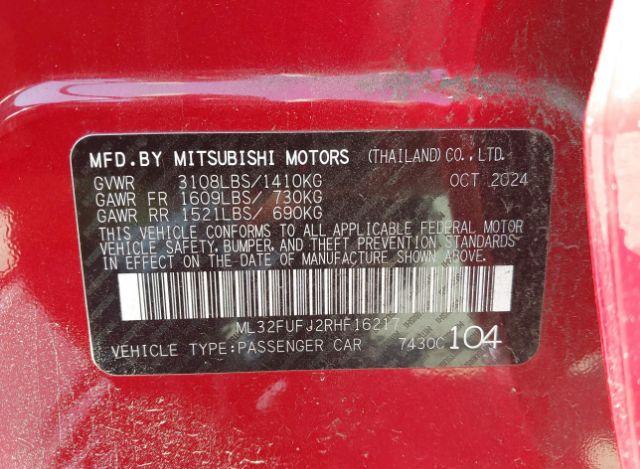 MFD.BY MITSUBISHI MOTORS (THAILAND) CO., LTD.
GVWR 3108LBS/1410KG OCT 2024
GAWR FR 1609LBS/ 730KG
GAWR RR 1521LBS/ 690KG
THIS VEHICLE CONFORMS TO ALL APPLICABLE FEDERAL MOTOR
VEHICLE SAFETY, BUMPER, AND THEFT PREVENTION STANDARDS
IN EFFECT ON THE DATE OF MANUFACTURE SHOWN ABOVE.
ML32FUFJ2RHF16217
VEHICLE TYPE:PASSENGER CAR 7430C 104